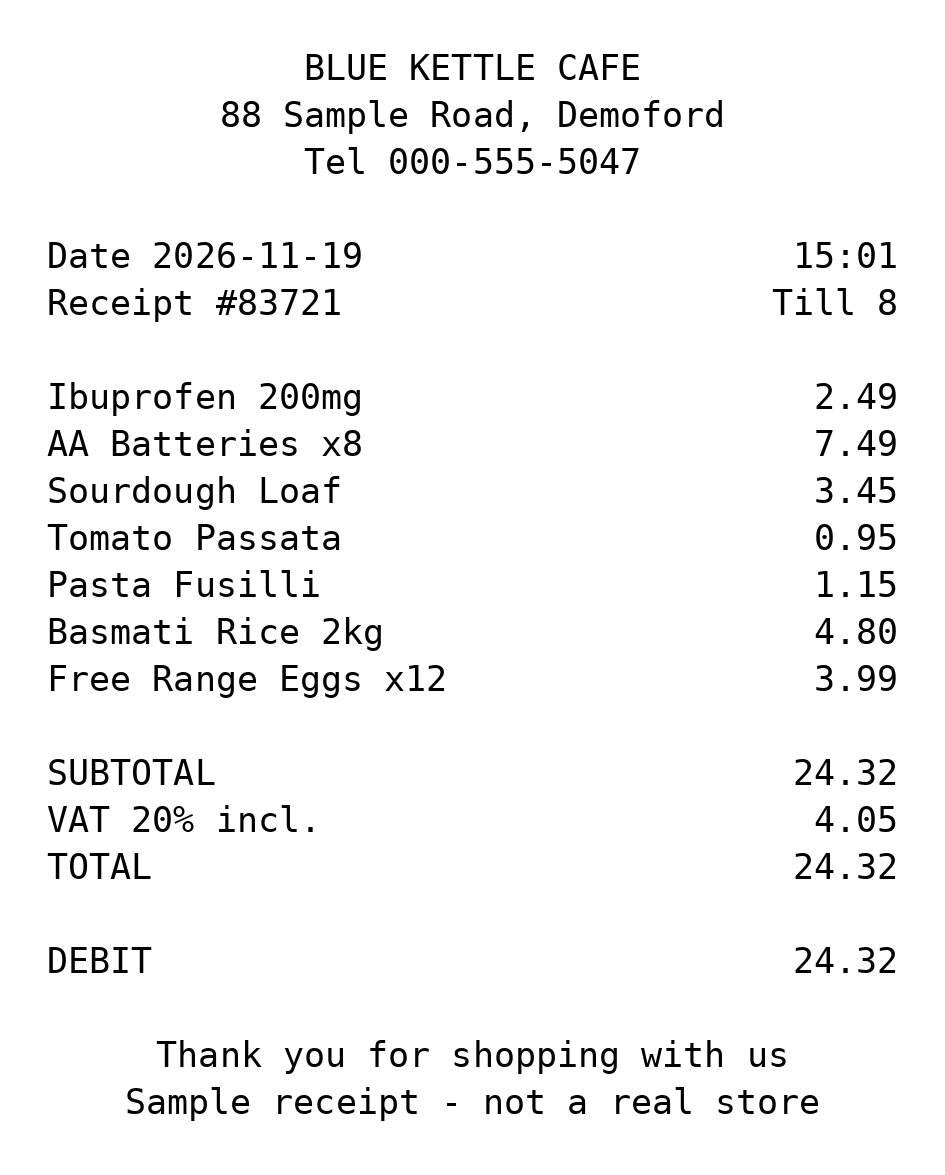 BLUE KETTLE CAFE
88 Sample Road, Demoford
Tel 000-555-5047
Date 2026-11-19 15:01
Receipt #83721 Till 8
Ibuprofen 200mg 2.49
AA Batteries x8 7.49
Sourdough Loaf 3.45
Tomato Passata 0.95
Pasta Fusilli 1.15
Basmati Rice 2kg 4.80
Free Range Eggs x12 3.99
SUBTOTAL 24.32
VAT 20% incl. 4.05
TOTAL 24.32
DEBIT 24.32
Thank you for shopping with us
Sample receipt - not a real store